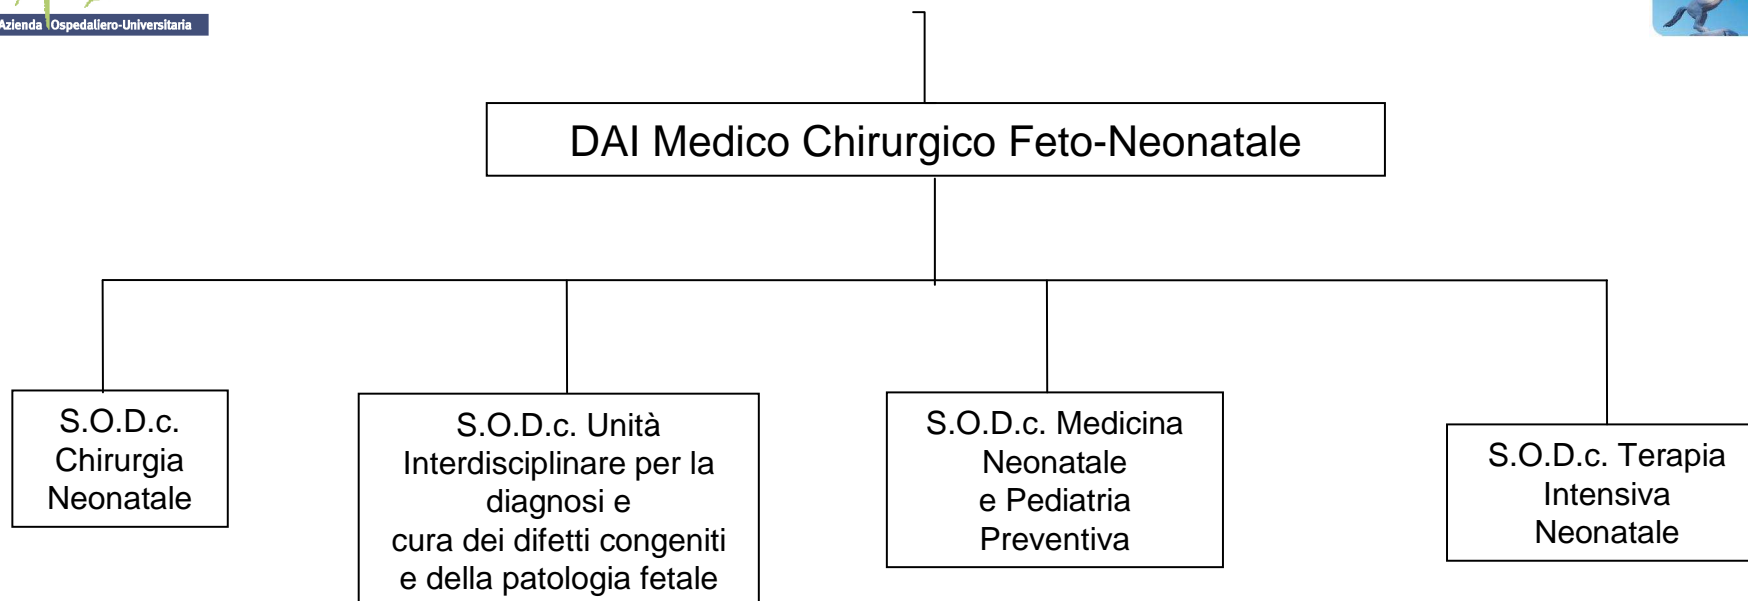 Azienda Ospedaliero-Universitaria
DAI Medico Chirurgico Feto-Neonatale
S.O.D.c.
Chirurgia
Neonatale
S.O.D.c. Unità
Interdisciplinare per la
diagnosi e
cura dei difetti congeniti
e della patologia fetale
S.O.D.c. Medicina
Neonatale
e Pediatria
Preventiva
S.O.D.c. Terapia
Intensiva
Neonatale